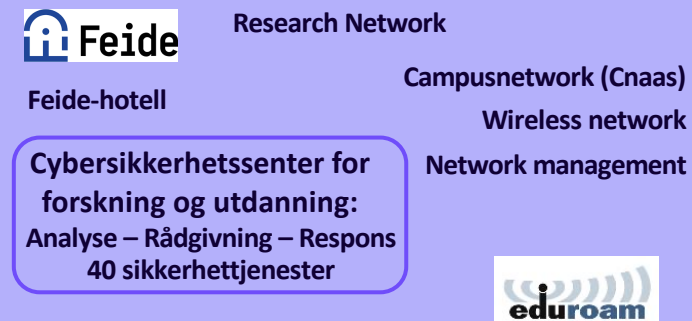 Feide
Research Network
Feide-hotell
Campusnetwork (Cnaas)
Wireless network
Network management
Cybersikkerhetssenter for
forskning og utdanning:
Analyse – Rådgivning – Respons
40 sikkerhettjenester
eduroam